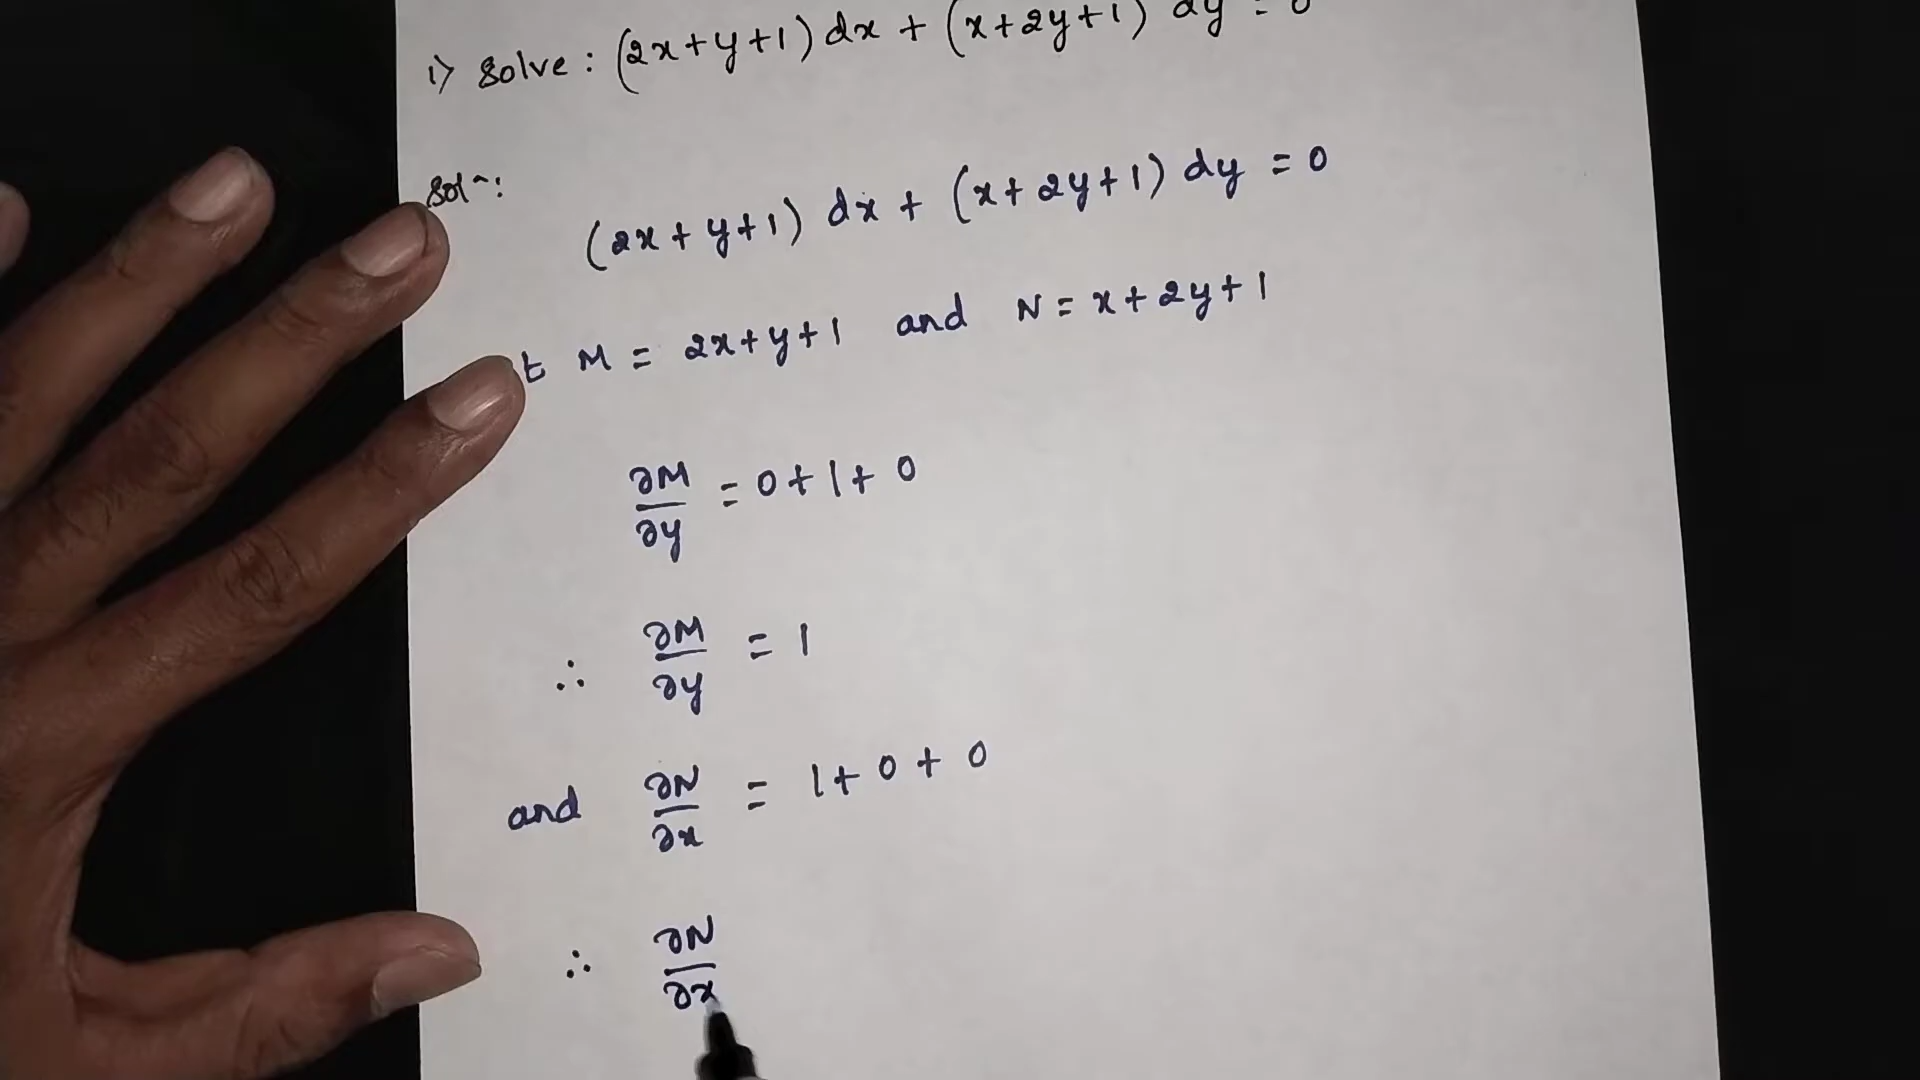 1) Solve : (2x+y+1) dx + (x+2y+1) dy = 0
Sol~:
(2x+y+1) dx + (x+2y+1) dy = 0
t M = 2x+y+1 and N = x+2y+1
∂M/∂y = 0+1+0
∴ ∂M/∂y = 1
and ∂N/∂x = 1+0+0
∴ ∂N/∂x